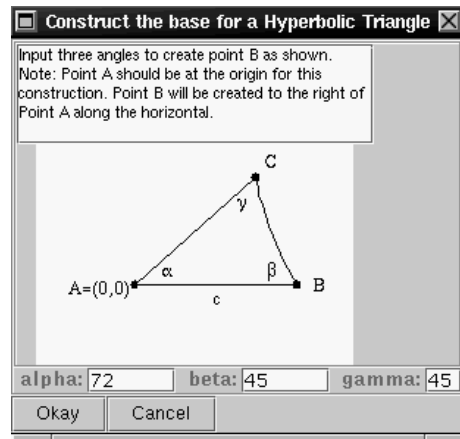 Construct the base for a Hyperbolic Triangle
Input three angles to create point B as shown.
Note: Point A should be at the origin for this
construction. Point B will be created to the right of
Point A along the horizontal.
C
γ
α
β
A=(0,0)
B
c
alpha: 72 beta: 45 gamma: 45
Okay Cancel